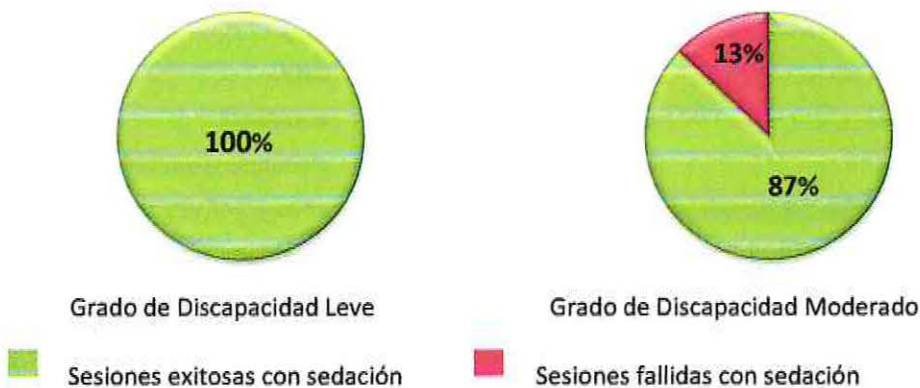 100%
13%
87%
Grado de Discapacidad Leve
Grado de Discapacidad Moderado
Sesiones exitosas con sedación
Sesiones fallidas con sedación